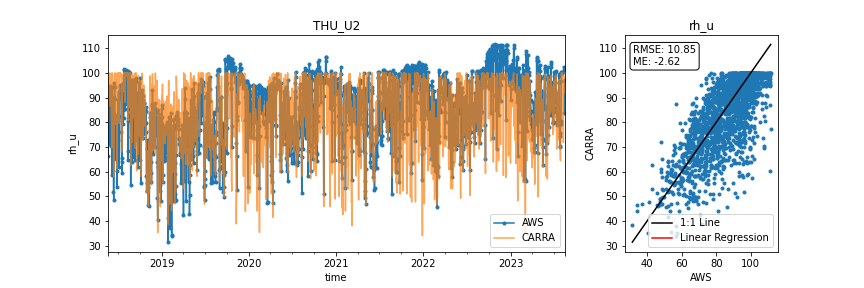 THU_U2
rh_u
110
100
90
80
70
60
50
40
30
rh_u
2019
2020
2021
2022
2023
time
AWS
CARRA
rh_u
RMSE: 10.85
ME: -2.62
110
100
90
80
70
60
50
40
30
CARRA
40
60
80
100
AWS
1:1 Line
Linear Regression